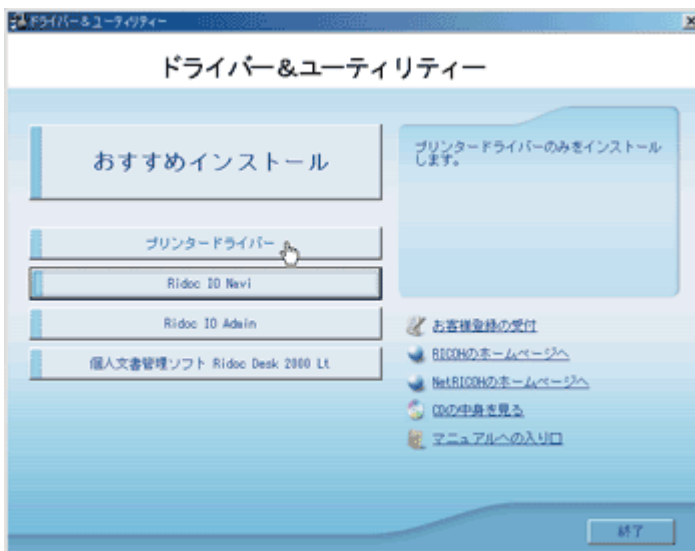 ドライバー&ユーティリティー
ドライバー&ユーティリティー
おすすめインストール
プリンタードライバー
Ridoc IO Navi
Ridoc IO Admin
個人文書管理ソフト Ridoc Desk 2000 Lt
プリンタードライバーのみをインストール
します。
お客様登録の受付
RICOHのホームページへ
NetRICOHのホームページへ
CDの中身を見る
マニュアルへの入り口
終了